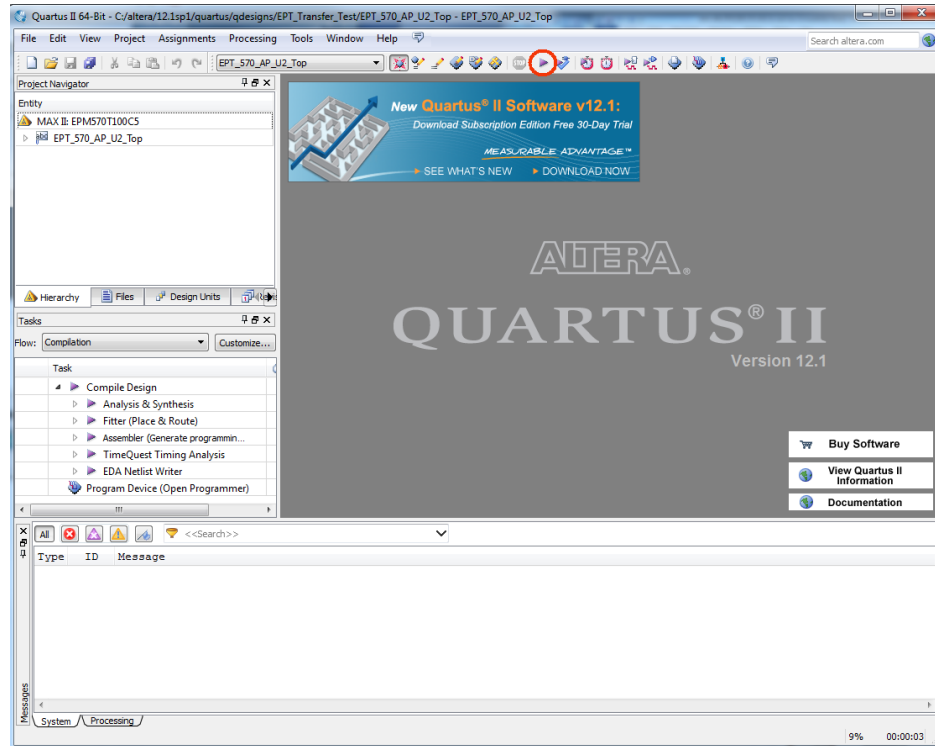 Quartus II 64-Bit - C:/altera/12.1sp1/quartus/qdesigns/EPT_Transfer_Test/EPT_570_AP_U2_Top - EPT_570_AP_U2_Top
File Edit View Project Assignments Processing Tools Window Help
Search altera.com
EPT_570_AP_U2_Top
STOP
Project Navigator
Entity
MAX II: EPM570T100C5
EPT_570_AP_U2_Top
Hierarchy Files Design Units
Tasks
Flow: Compilation Customize...
Task
Compile Design
Analysis & Synthesis
Fitter (Place & Route)
Assembler (Generate programmin...
TimeQuest Timing Analysis
EDA Netlist Writer
Program Device (Open Programmer)
New Quartus® II Software v12.1:
Download Subscription Edition Free 30-Day Trial
MEASURABLE ADVANTAGE™
SEE WHAT'S NEW DOWNLOAD NOW
ALTERA®
QUARTUS® II
Version 12.1
Buy Software
View Quartus II
Information
Documentation
All <<Search>>
Type ID Message
Messages
System Processing
9% 00:00:03